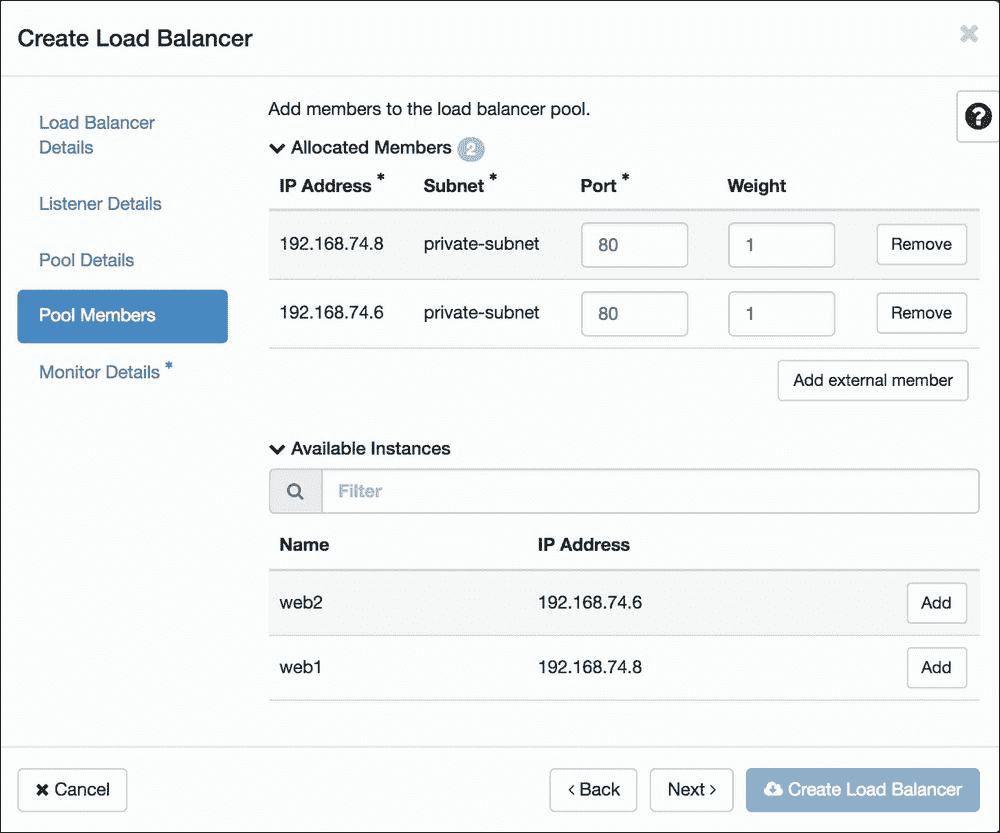 Create Load Balancer
Load Balancer
Details
Listener Details
Pool Details
Pool Members
Monitor Details *
Add members to the load balancer pool.
Allocated Members 2
IP Address * Subnet * Port * Weight
192.168.74.8 private-subnet 80 1 Remove
192.168.74.6 private-subnet 80 1 Remove
Add external member
Available Instances
Filter
Name IP Address
web2 192.168.74.6 Add
web1 192.168.74.8 Add
Cancel < Back Next > Create Load Balancer